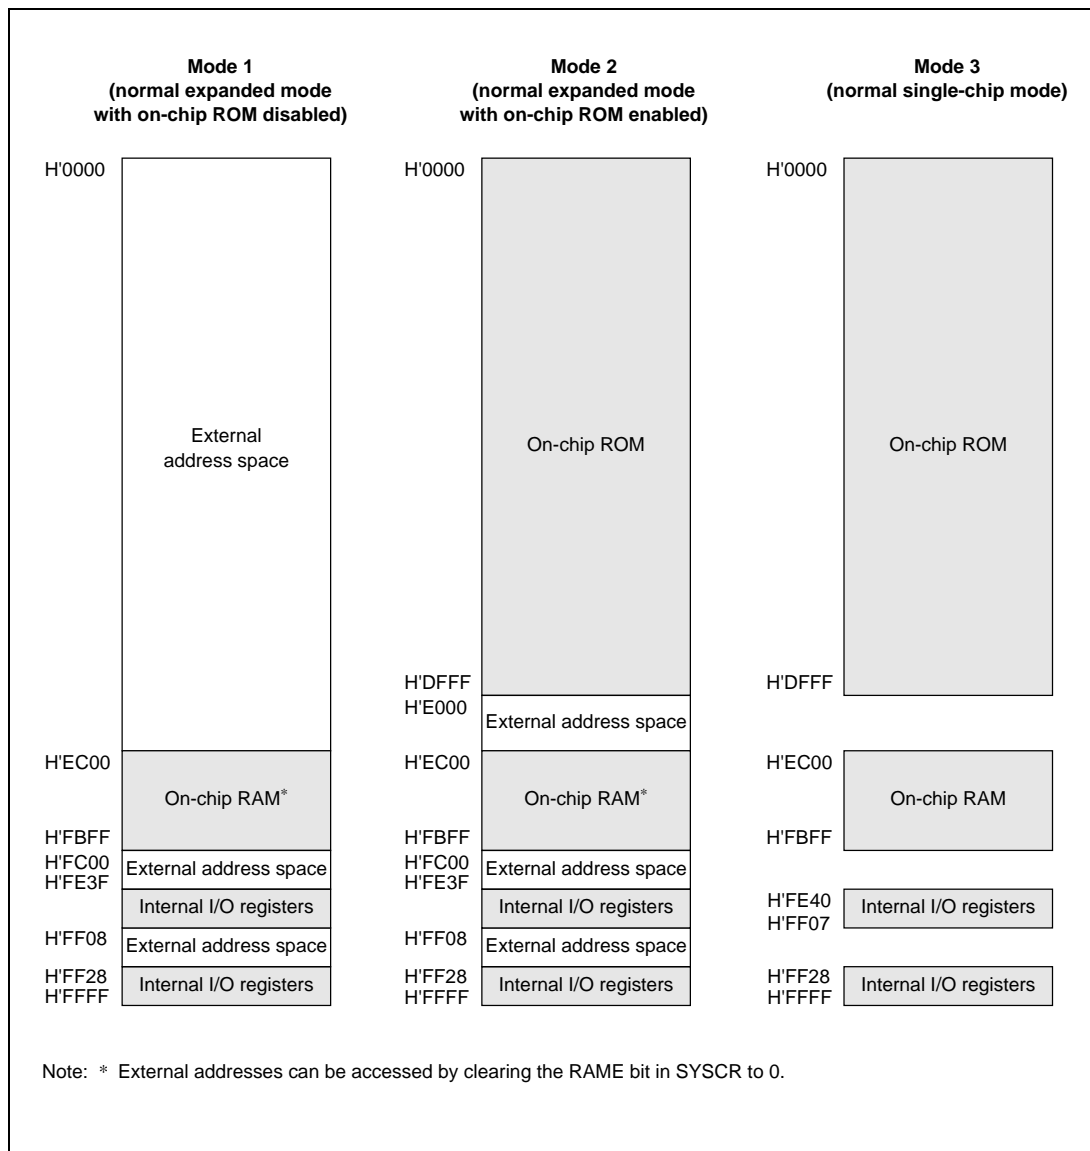 Mode 1
(normal expanded mode
with on-chip ROM disabled)
H'0000
External
address space
H'EC00
On-chip RAM*
H'FBFF
H'FC00
External address space
H'FE3F
Internal I/O registers
H'FF08
External address space
H'FF28
Internal I/O registers
H'FFFF
Mode 2
(normal expanded mode
with on-chip ROM enabled)
H'0000
On-chip ROM
H'DFFF
H'E000
External address space
H'EC00
On-chip RAM*
H'FBFF
H'FC00
External address space
H'FE3F
Internal I/O registers
H'FF08
External address space
H'FF28
Internal I/O registers
H'FFFF
Mode 3
(normal single-chip mode)
H'0000
On-chip ROM
H'DFFF
H'EC00
On-chip RAM
H'FBFF
H'FE40
Internal I/O registers
H'FF07
H'FF28
Internal I/O registers
H'FFFF
Note: * External addresses can be accessed by clearing the RAME bit in SYSCR to 0.